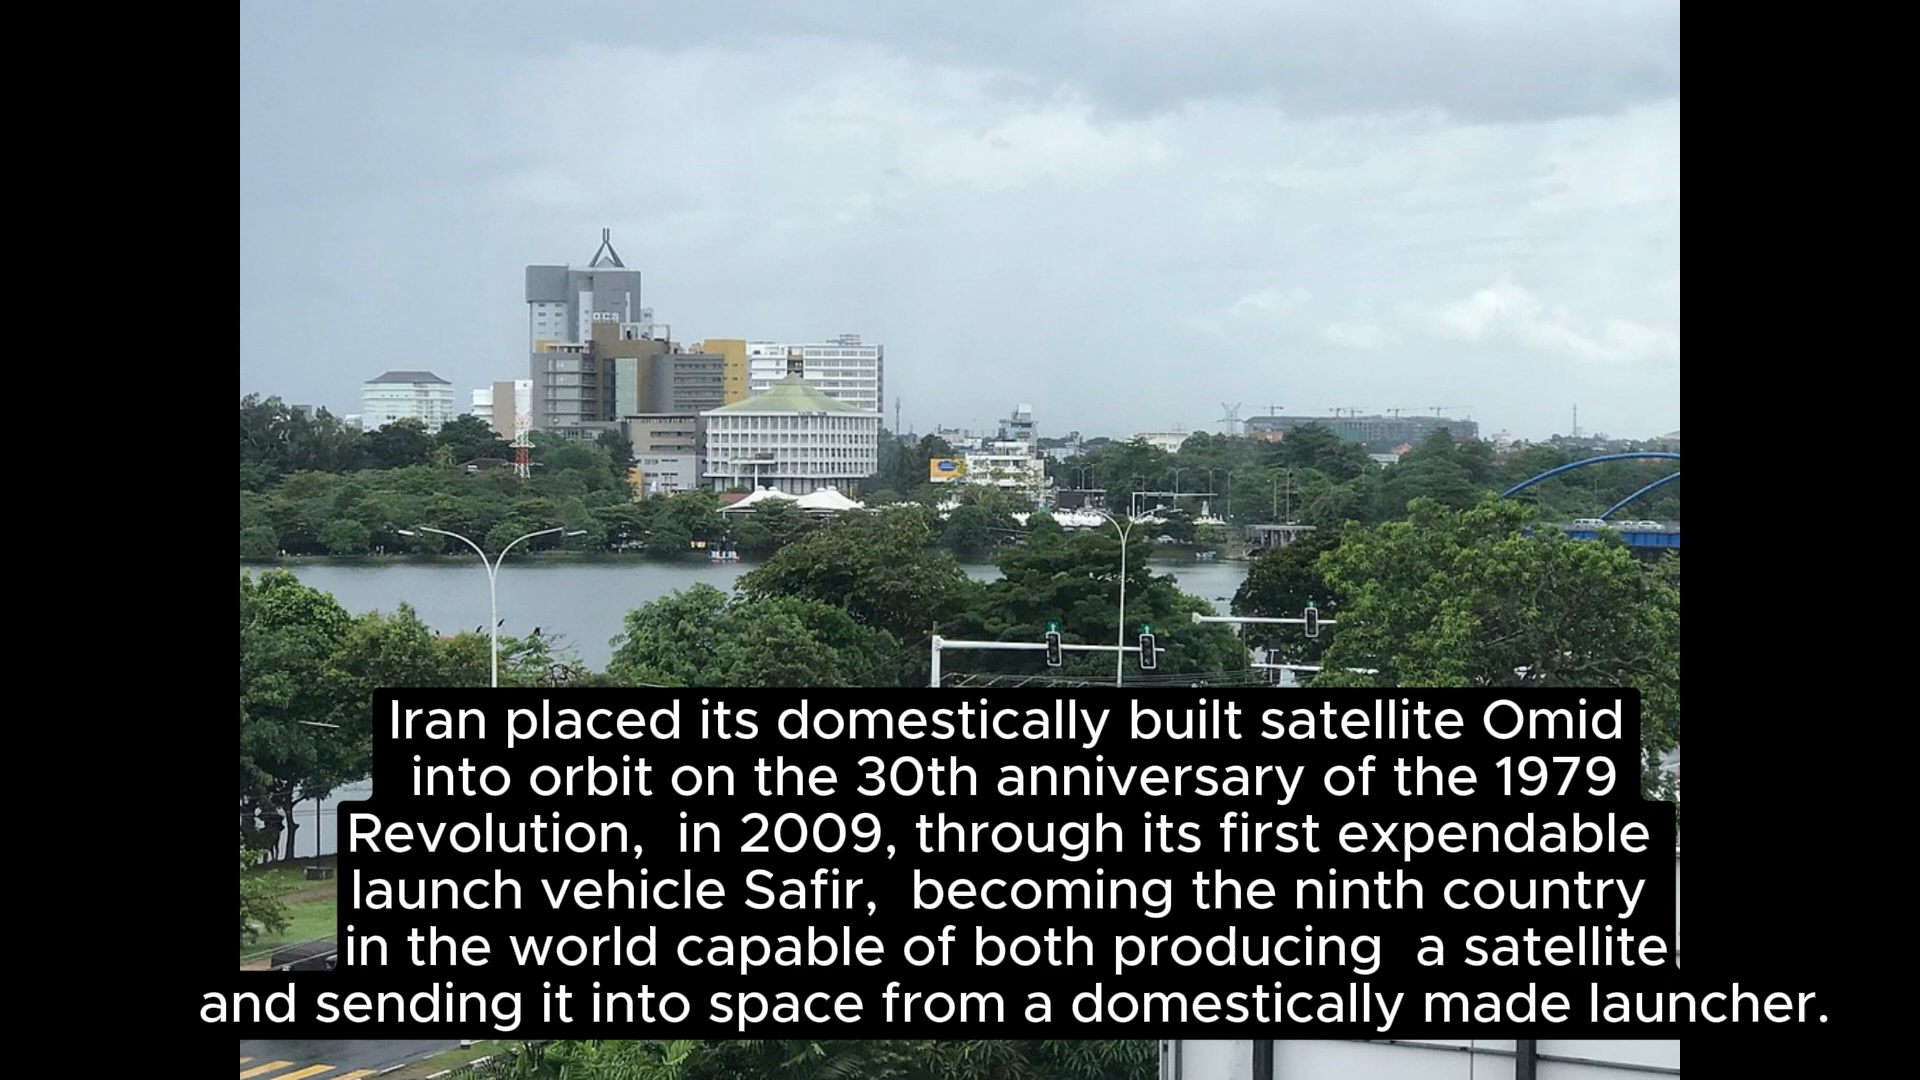 OCS
Iran placed its domestically built satellite Omid
into orbit on the 30th anniversary of the 1979
Revolution, in 2009, through its first expendable
launch vehicle Safir, becoming the ninth country
in the world capable of both producing a satellite
and sending it into space from a domestically made launcher.